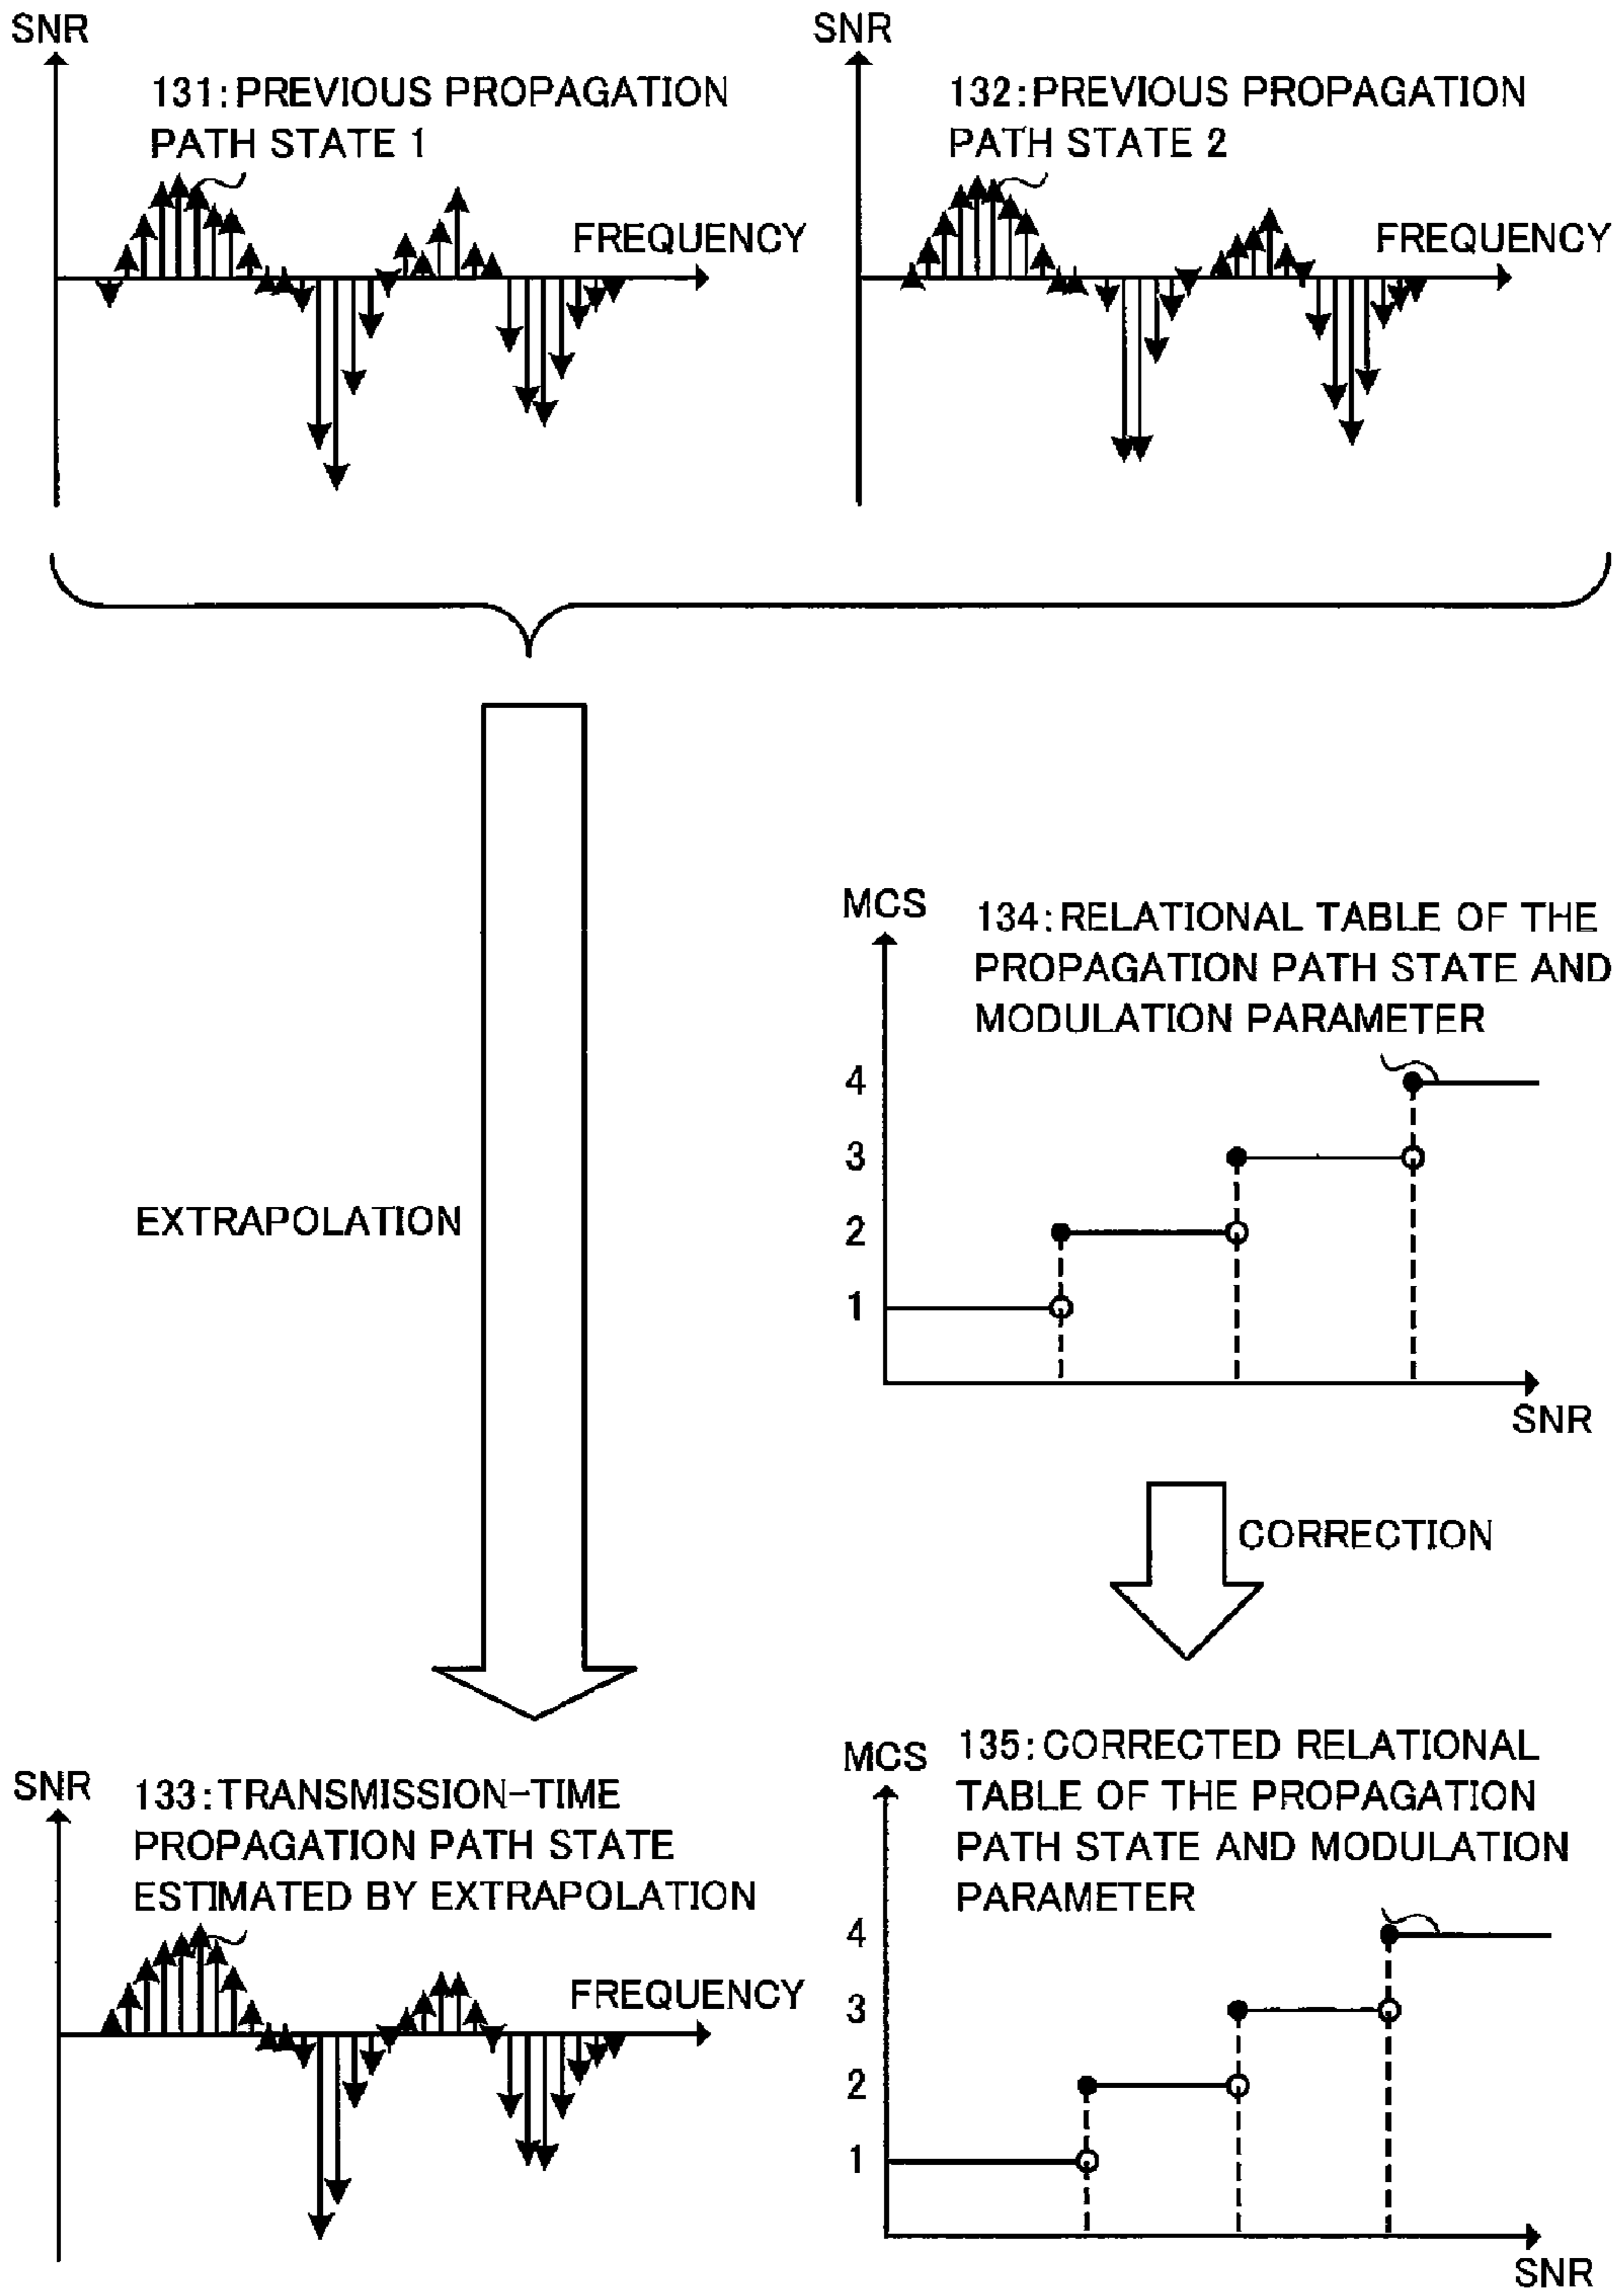 SNR
131:PREVIOUS PROPAGATION
PATH STATE 1
FREQUENCY
SNR
132:PREVIOUS PROPAGATION
PATH STATE 2
FREQUENCY
EXTRAPOLATION
MCS
134:RELATIONAL TABLE OF THE
PROPAGATION PATH STATE AND
MODULATION PARAMETER
4
3
2
1
SNR
CORRECTION
SNR
133:TRANSMISSION-TIME
PROPAGATION PATH STATE
ESTIMATED BY EXTRAPOLATION
FREQUENCY
MCS
135:CORRECTED RELATIONAL
TABLE OF THE PROPAGATION
PATH STATE AND MODULATION
PARAMETER
4
3
2
1
SNR